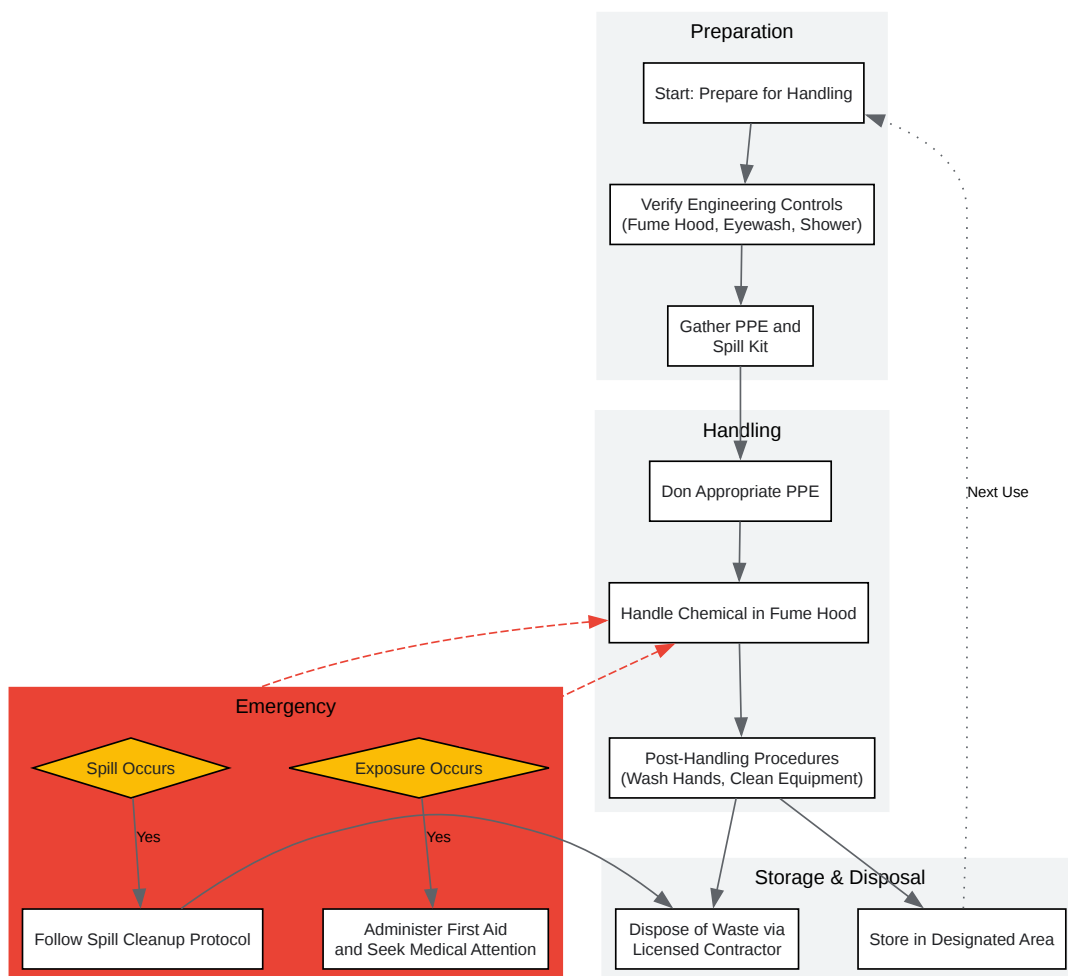 Preparation
Start: Prepare for Handling
Verify Engineering Controls
(Fume Hood, Eyewash, Shower)
Gather PPE and
Spill Kit
Handling
Don Appropriate PPE
Next Use
Handle Chemical in Fume Hood
Emergency
Spill Occurs
Exposure Occurs
Post-Handling Procedures
(Wash Hands, Clean Equipment)
Yes
Yes
Storage & Disposal
Follow Spill Cleanup Protocol
Administer First Aid
and Seek Medical Attention
Dispose of Waste via
Licensed Contractor
Store in Designated Area